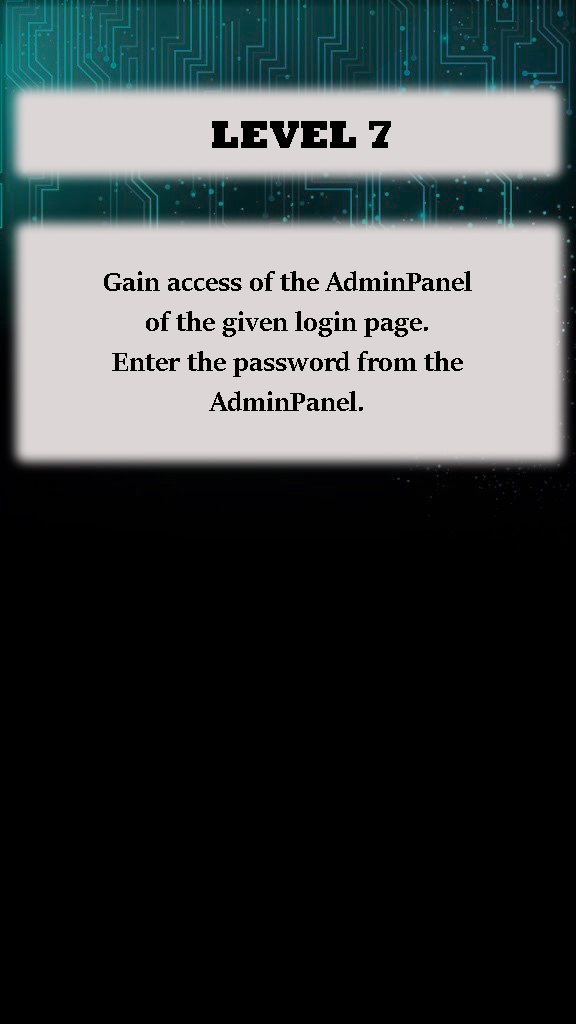 LEVEL 7
Gain access of the AdminPanel
of the given login page.
Enter the password from the
AdminPanel.